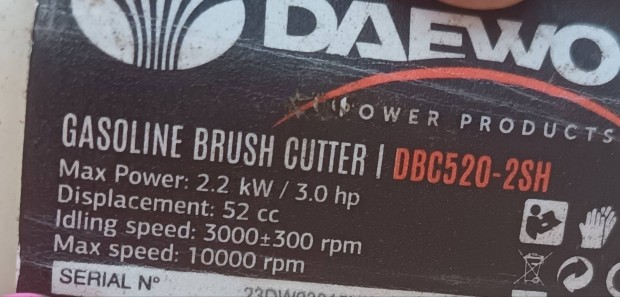 DAEWO
POWER PRODUCTS
GASOLINE BRUSH CUTTER | DBC520-2SH
Max Power: 2.2 kW / 3.0 hp
Displacement: 52 cc
Idling speed: 3000±300 rpm
Max speed: 10000 rpm
SERIAL Nº